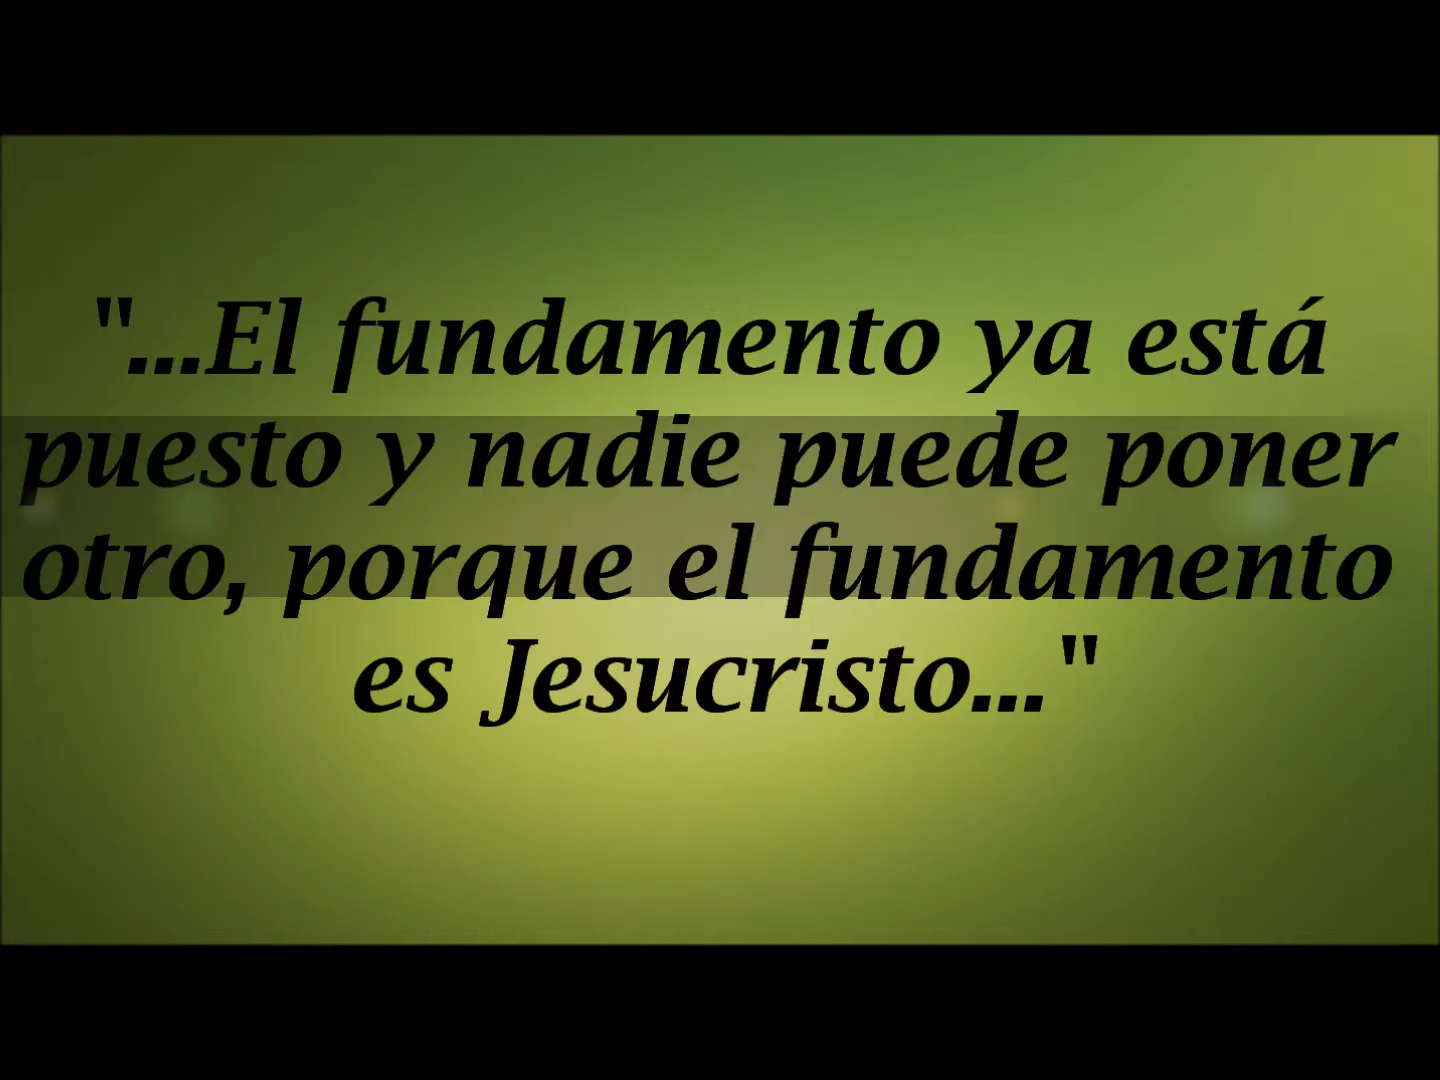 "...El fundamento ya está
puesto y nadie puede poner
otro, porque el fundamento
es Jesucristo..."